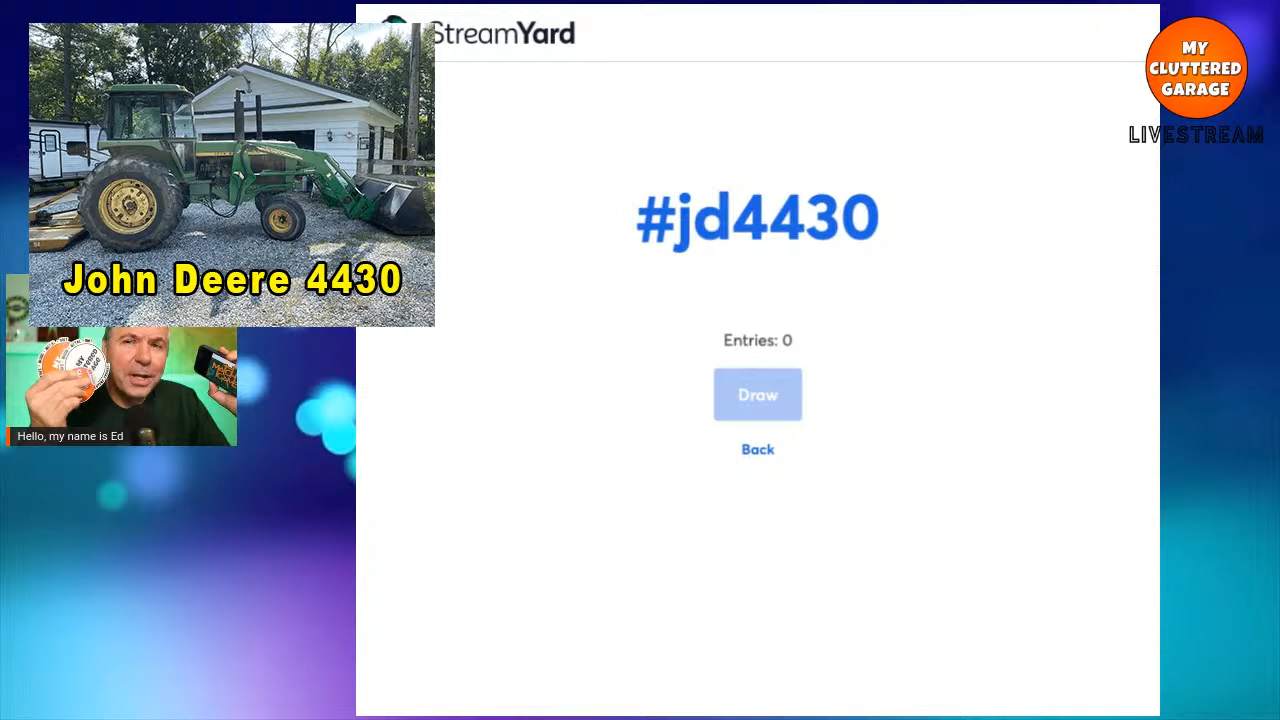 StreamYard
MY
CLUTTERED
GARAGE
LIVESTREAM
#jd4430
John Deere 4430
Entries: 0
Draw
Back
Hello, my name is Ed